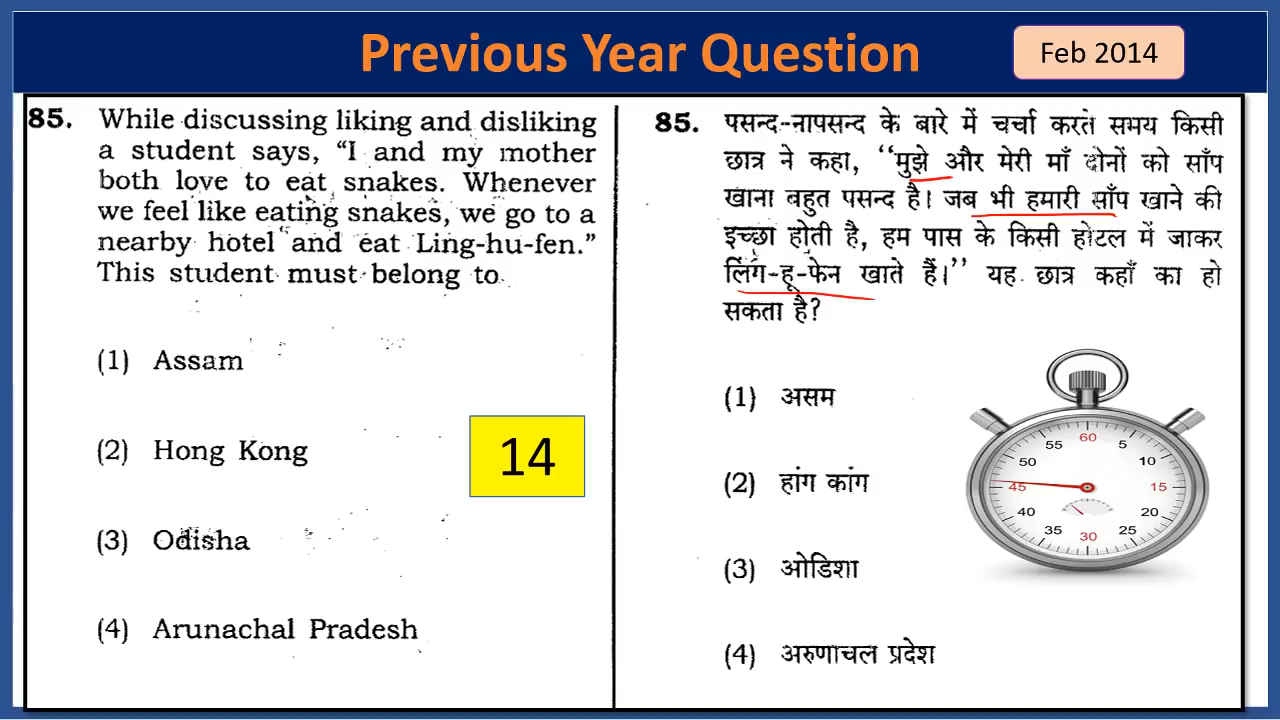 Previous Year Question
Feb 2014
85. While discussing liking and disliking
a student says, “I and my mother
both love to eat snakes. Whenever
we feel like eating snakes, we go to a
nearby hotel and eat Ling-hu-fen.”
This student must belong to
(1) Assam
(2) Hong Kong
(3) Odisha
(4) Arunachal Pradesh
14
85. पसन्द-नापसन्द के बारे में चर्चा करते समय किसी
छात्र ने कहा, ‘‘मुझे और मेरी माँ दोनों को साँप
खाना बहुत पसन्द है। जब भी हमारी साँप खाने की
इच्छा होती है, हम पास के किसी होटल में जाकर
लिंग-हू-फेन खाते हैं।’’ यह छात्र कहाँ का हो
सकता है?
(1) असम
(2) हांग कांग
(3) ओडिशा
(4) अरुणाचल प्रदेश
60
55 5
50 10
45 15
40 20
35 25
30